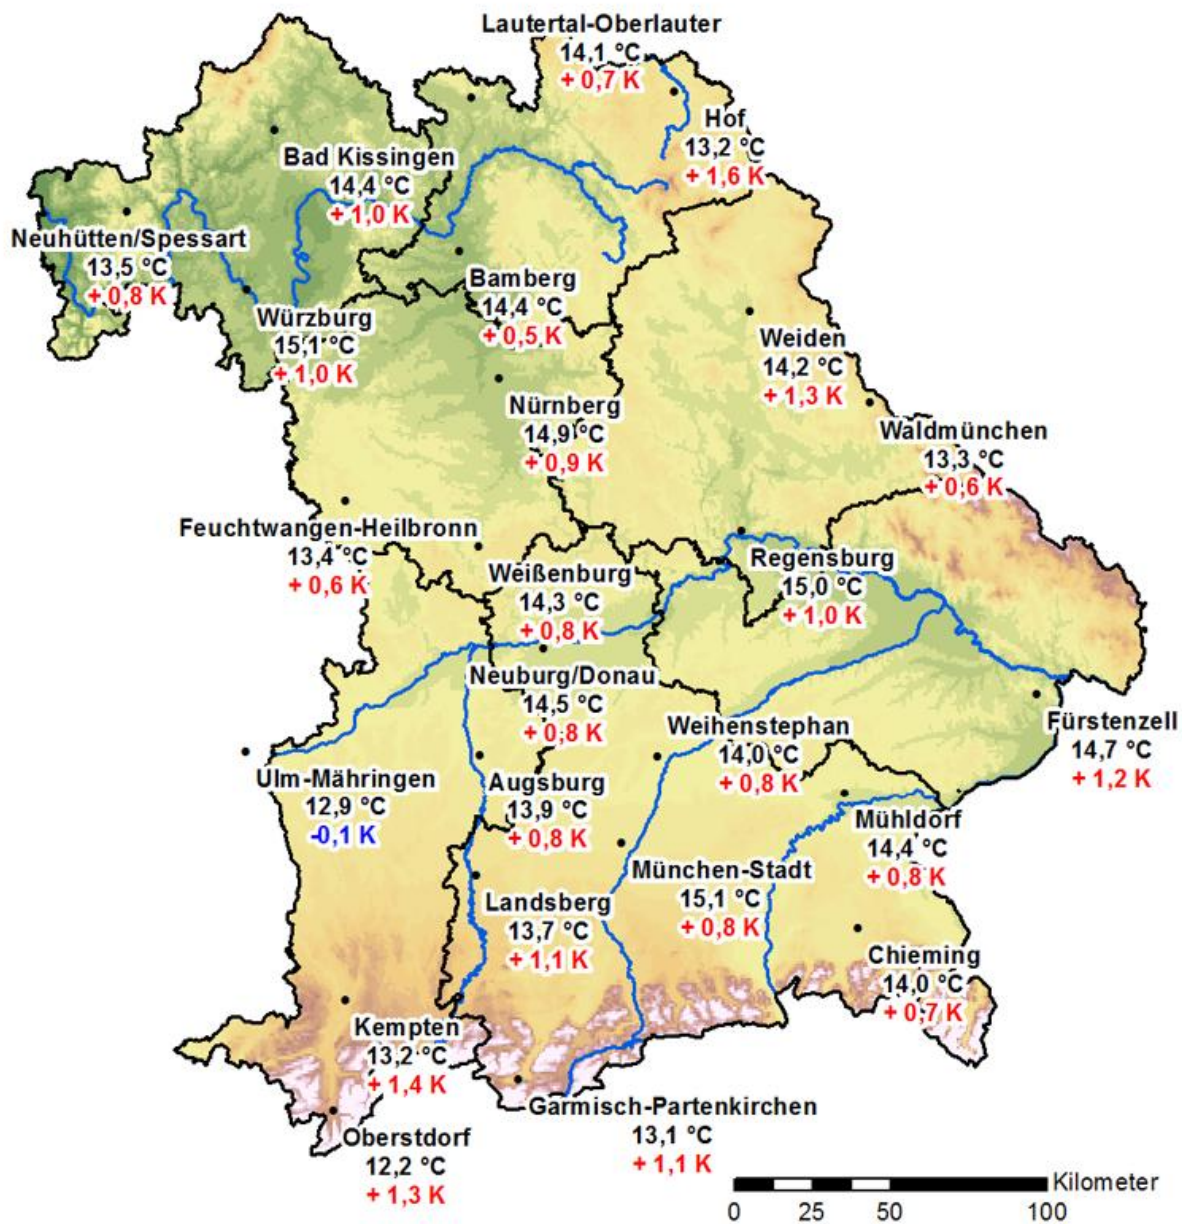 Lautertal-Oberlauter
14,1 °C
+ 0,7 K
Hof
13,2 °C
+ 1,6 K
Bad Kissingen
14,4 °C
+ 1,0 K
Neuhütten/Spessart
13,5 °C
+ 0,8 K
Bamberg
14,4 °C
+ 0,5 K
Würzburg
15,1 °C
+ 1,0 K
Weiden
14,2 °C
+ 1,3 K
Nürnberg
14,9 °C
+ 0,9 K
Waldmünchen
13,3 °C
+ 0,6 K
Feuchtwangen-Heilbronn
13,4 °C
+ 0,6 K
Weißenburg
14,3 °C
+ 0,8 K
Regensburg
15,0 °C
+ 1,0 K
Neuburg/Donau
14,5 °C
+ 0,8 K
Weihenstephan
14,0 °C
+ 0,8 K
Fürstenzell
14,7 °C
+ 1,2 K
Ulm-Mähringen
12,9 °C
-0,1 K
Augsburg
13,9 °C
+ 0,8 K
Mühldorf
14,4 °C
+ 0,8 K
München-Stadt
15,1 °C
+ 0,8 K
Landsberg
13,7 °C
+ 1,1 K
Chieming
14,0 °C
+ 0,7 K
Kempten
13,2 °C
+ 1,4 K
Garmisch-Partenkirchen
13,1 °C
+ 1,1 K
Oberstdorf
12,2 °C
+ 1,3 K
Kilometer
0 25 50 100